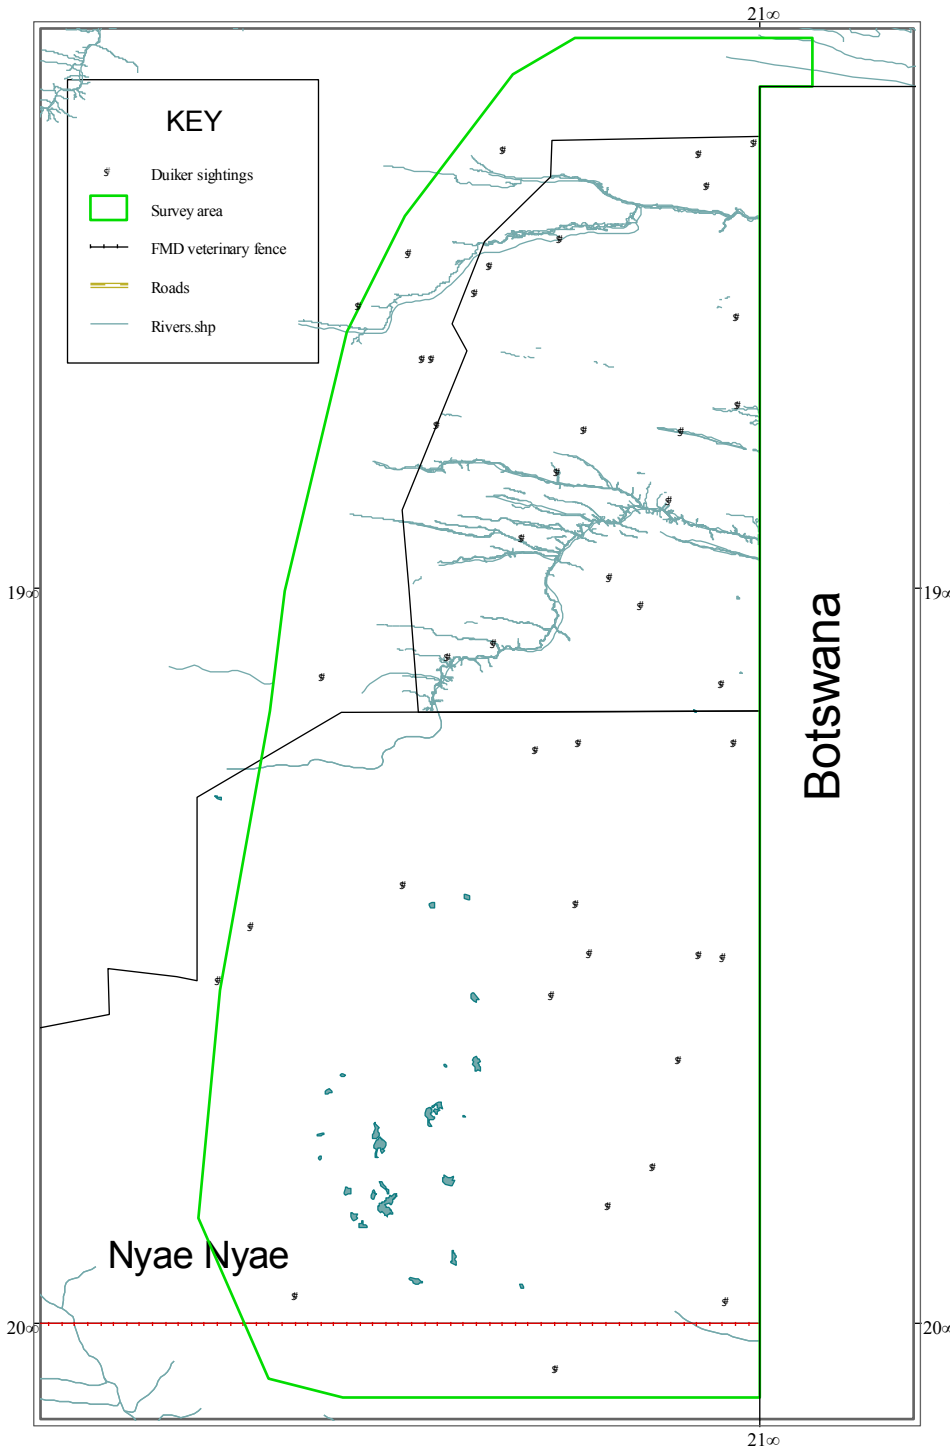 21∞
KEY
Duiker sightings
Survey area
FMD veterinary fence
Roads
Rivers.shp
19∞
19∞
Botswana
Nyae Nyae
20∞
20∞
21∞